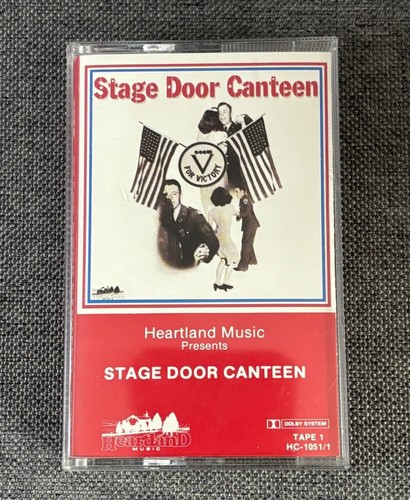 Stage Door Canteen
V
FOR VICTORY
Heartland Music
Presents
STAGE DOOR CANTEEN
Heartland
MUSIC
DOLBY SYSTEM
TAPE 1
HC-1051/1